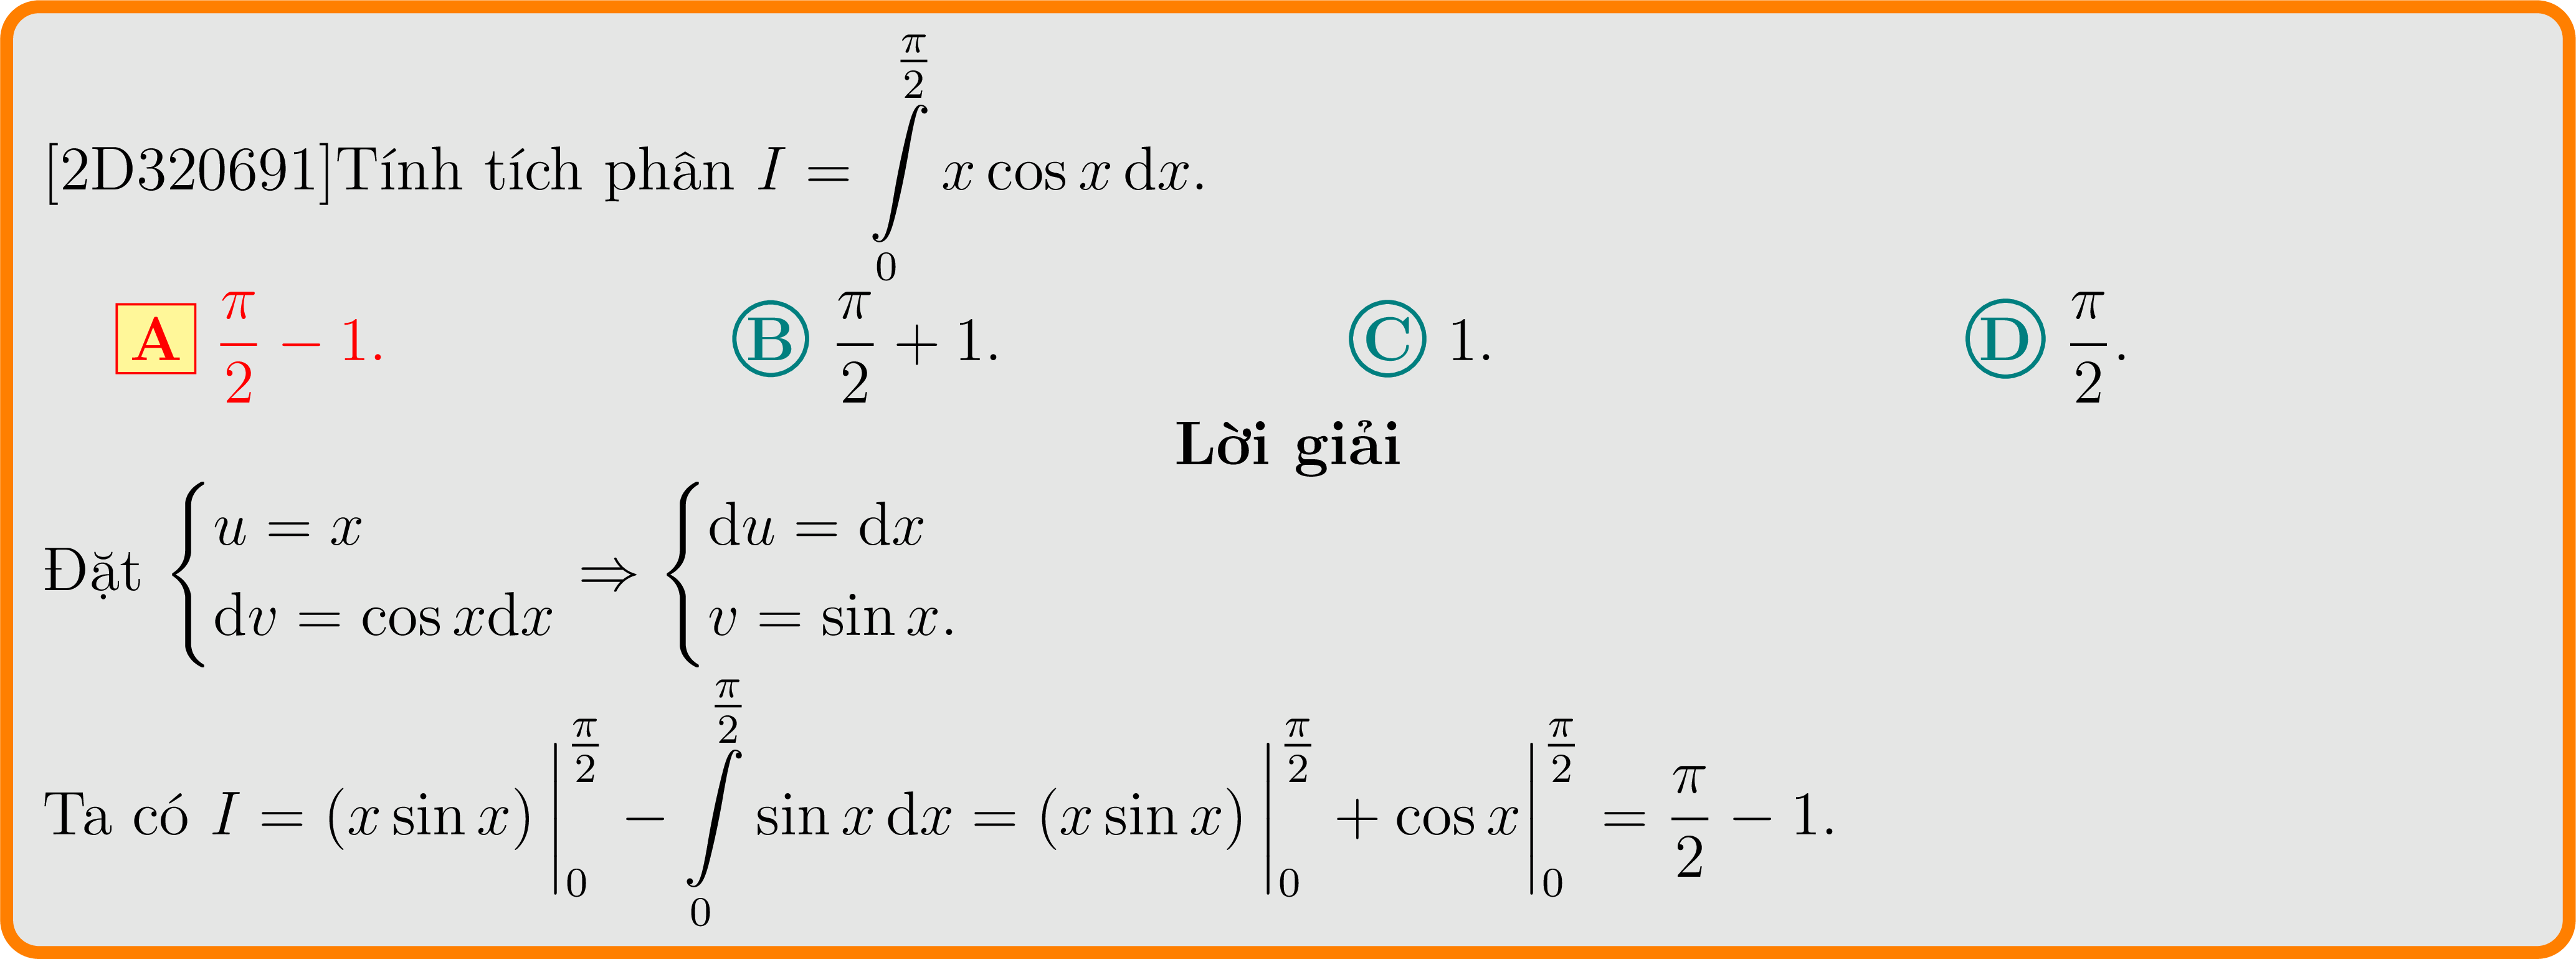 [2D320691]Tính tích phân $I = \int\limits_0^{\frac{\pi}{2}} x \cos x \, \mathrm{d}x.$
A $\frac{\pi}{2} - 1.$ B $\frac{\pi}{2} + 1.$ C 1. D $\frac{\pi}{2}.$
Lời giải
Đặt $\begin{cases} u = x \\ \mathrm{d}v = \cos x \mathrm{d}x \end{cases} \Rightarrow \begin{cases} \mathrm{d}u = \mathrm{d}x \\ v = \sin x. \end{cases}$
Ta có $I = (x \sin x) \Big|_0^{\frac{\pi}{2}} - \int\limits_0^{\frac{\pi}{2}} \sin x \, \mathrm{d}x = (x \sin x) \Big|_0^{\frac{\pi}{2}} + \cos x \Big|_0^{\frac{\pi}{2}} = \frac{\pi}{2} - 1.$